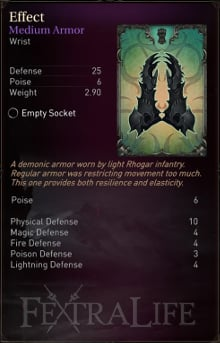 Effect
Medium Armor
Wrist
Defense 25
Poise 6
Weight 2.90
Empty Socket
A demonic armor worn by light Rhogar infantry.
Regular armor was restricting movement too much.
This one provides both resilience and elasticity.
Poise 6
Physical Defense 10
Magic Defense 4
Fire Defense 4
Poison Defense 3
Lightning Defense 4
FEXTRALIFE